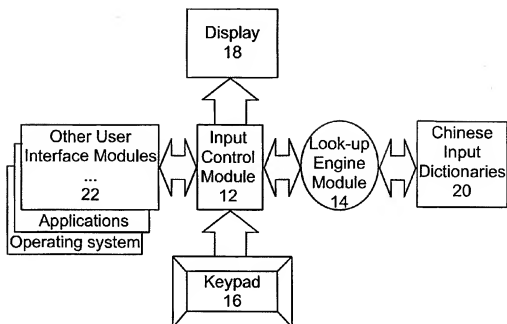 Display
18
Other User
Interface Modules
...
22
Applications
Operating system
Input
Control
Module
12
Look-up
Engine
Module
14
Chinese
Input
Dictionaries
20
Keypad
16